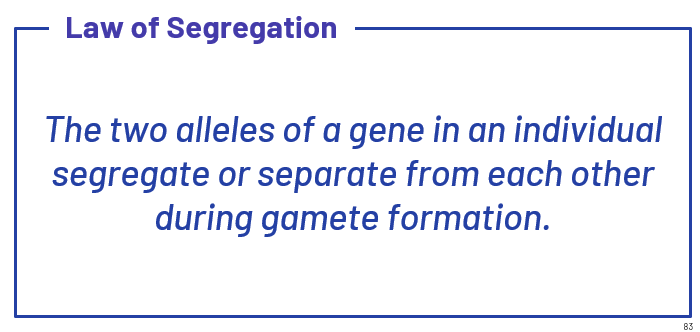 Law of Segregation
The two alleles of a gene in an individual
segregate or separate from each other
during gamete formation.
83